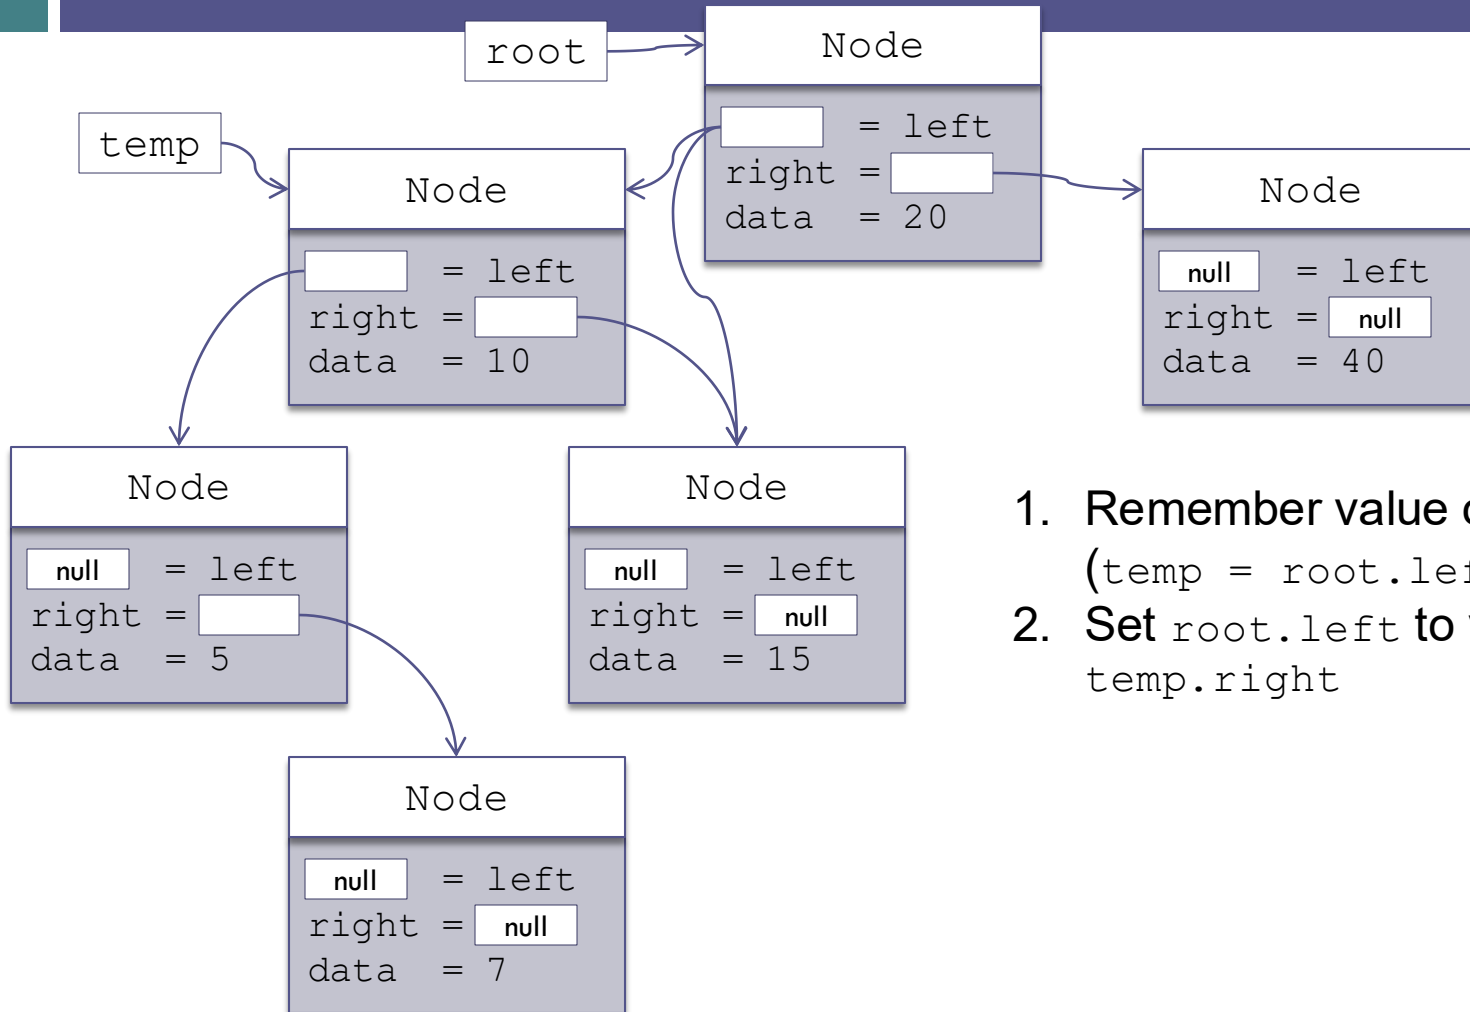 root
Node
= left
right =
data = 20
temp
Node
= left
right =
data = 10
Node
null = left
right = null
data = 40
Node
null = left
right =
data = 5
Node
null = left
right = null
data = 15
Node
null = left
right = null
data = 7
1. Remember value
(temp = root.lef
2. Set root.left to
temp.right